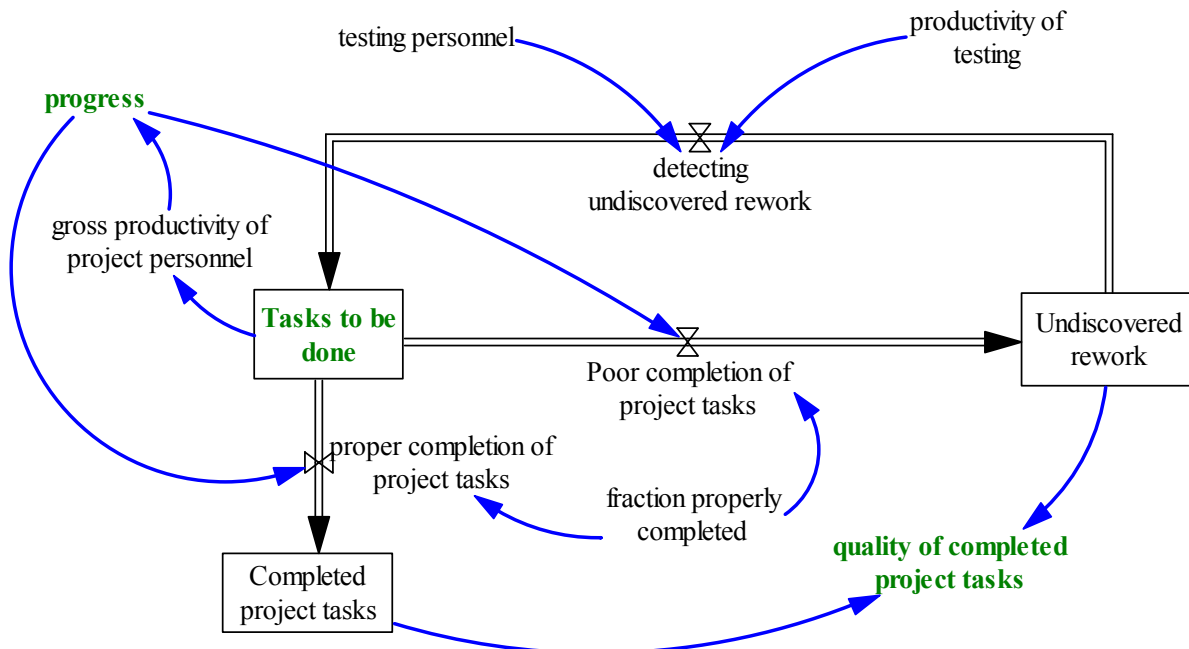 testing personnel
productivity of
testing
progress
detecting
undiscovered rework
gross productivity of
project personnel
Tasks to be
done
Undiscovered
rework
Poor completion of
project tasks
proper completion of
project tasks
fraction properly
completed
quality of completed
project tasks
Completed
project tasks